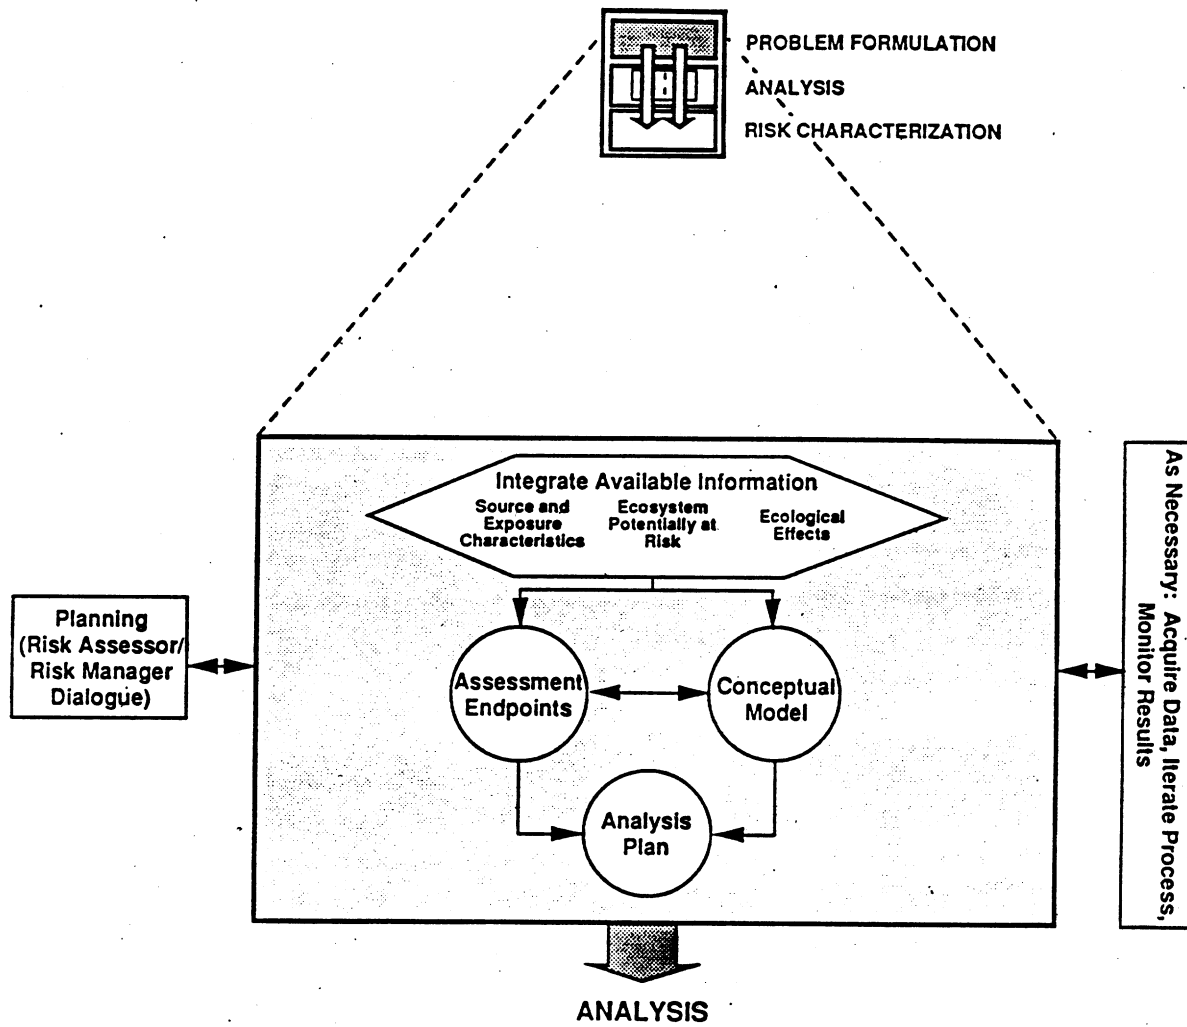 PROBLEM FORMULATION
ANALYSIS
RISK CHARACTERIZATION
Integrate Available Information
Source and
Exposure
Characteristics
Ecosystem
Potentially at
Risk
Ecological
Effects
Planning
(Risk Assessor/
Risk Manager
Dialogue)
Assessment
Endpoints
Conceptual
Model
Analysis
Plan
As Necessary: Acquire Data, Iterate Process,
Monitor Results
ANALYSIS